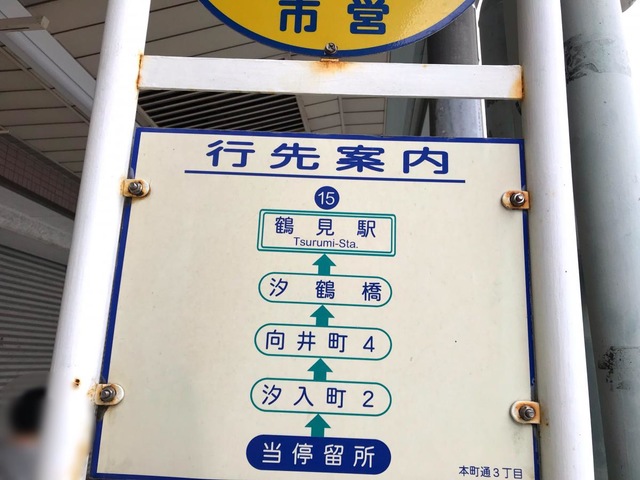 市営
行先案内
15
鶴見駅
Tsurumi-Sta.
汐鶴橋
向井町4
汐入町2
当停留所
本町通3丁目